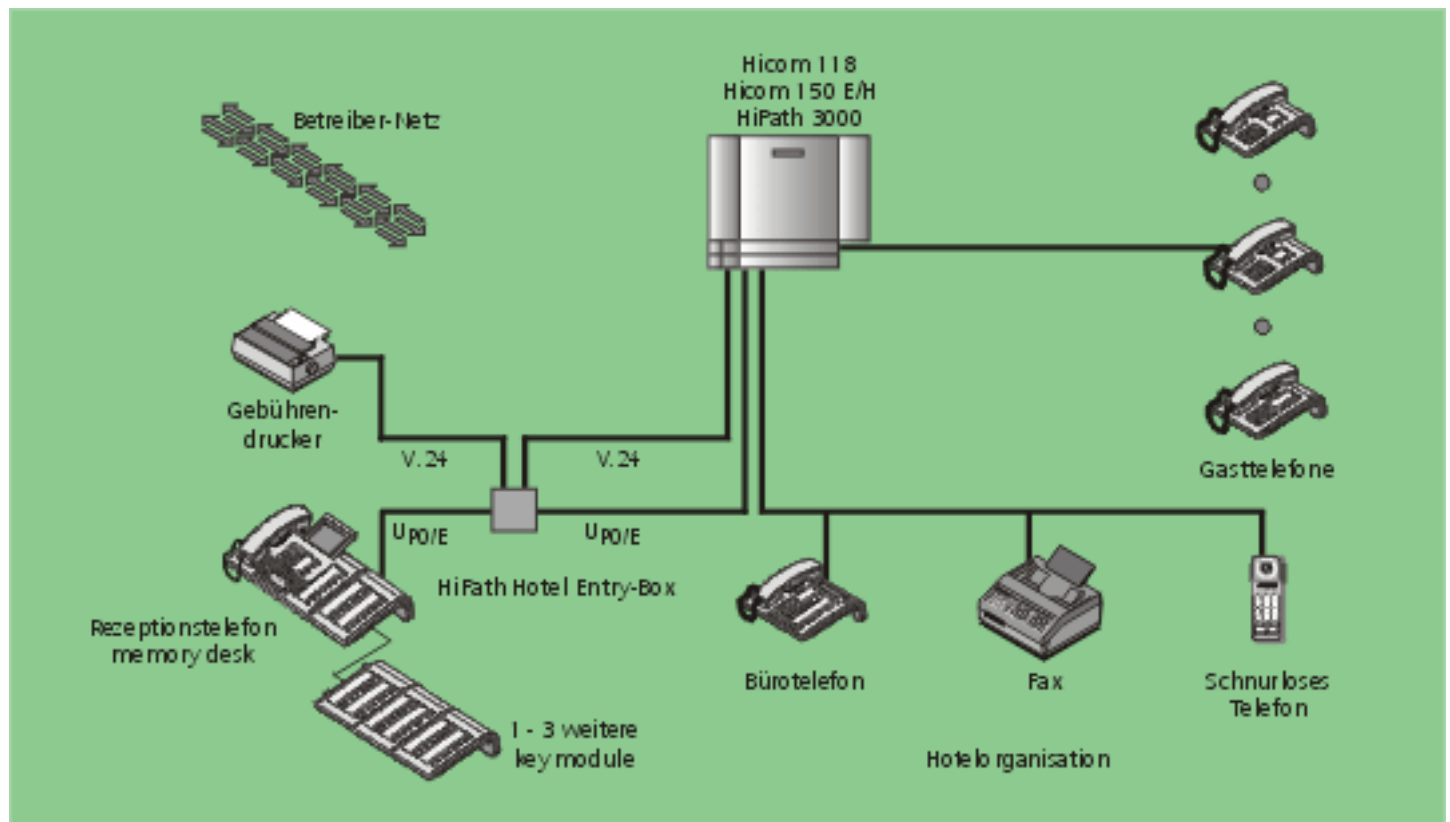 Hicom 118
Hicom 150 E/H
HiPath 3000
Betreiber-Netz
Gebühren-
drucker
V.24
V.24
Gasttelefone
UP0/E
UP0/E
HiPath Hotel Entry-Box
Rezeptionstelefon
memory desk
Bürotelefon
Fax
Schnurloses
Telefon
1 - 3 weitere
key module
Hotelorganisation